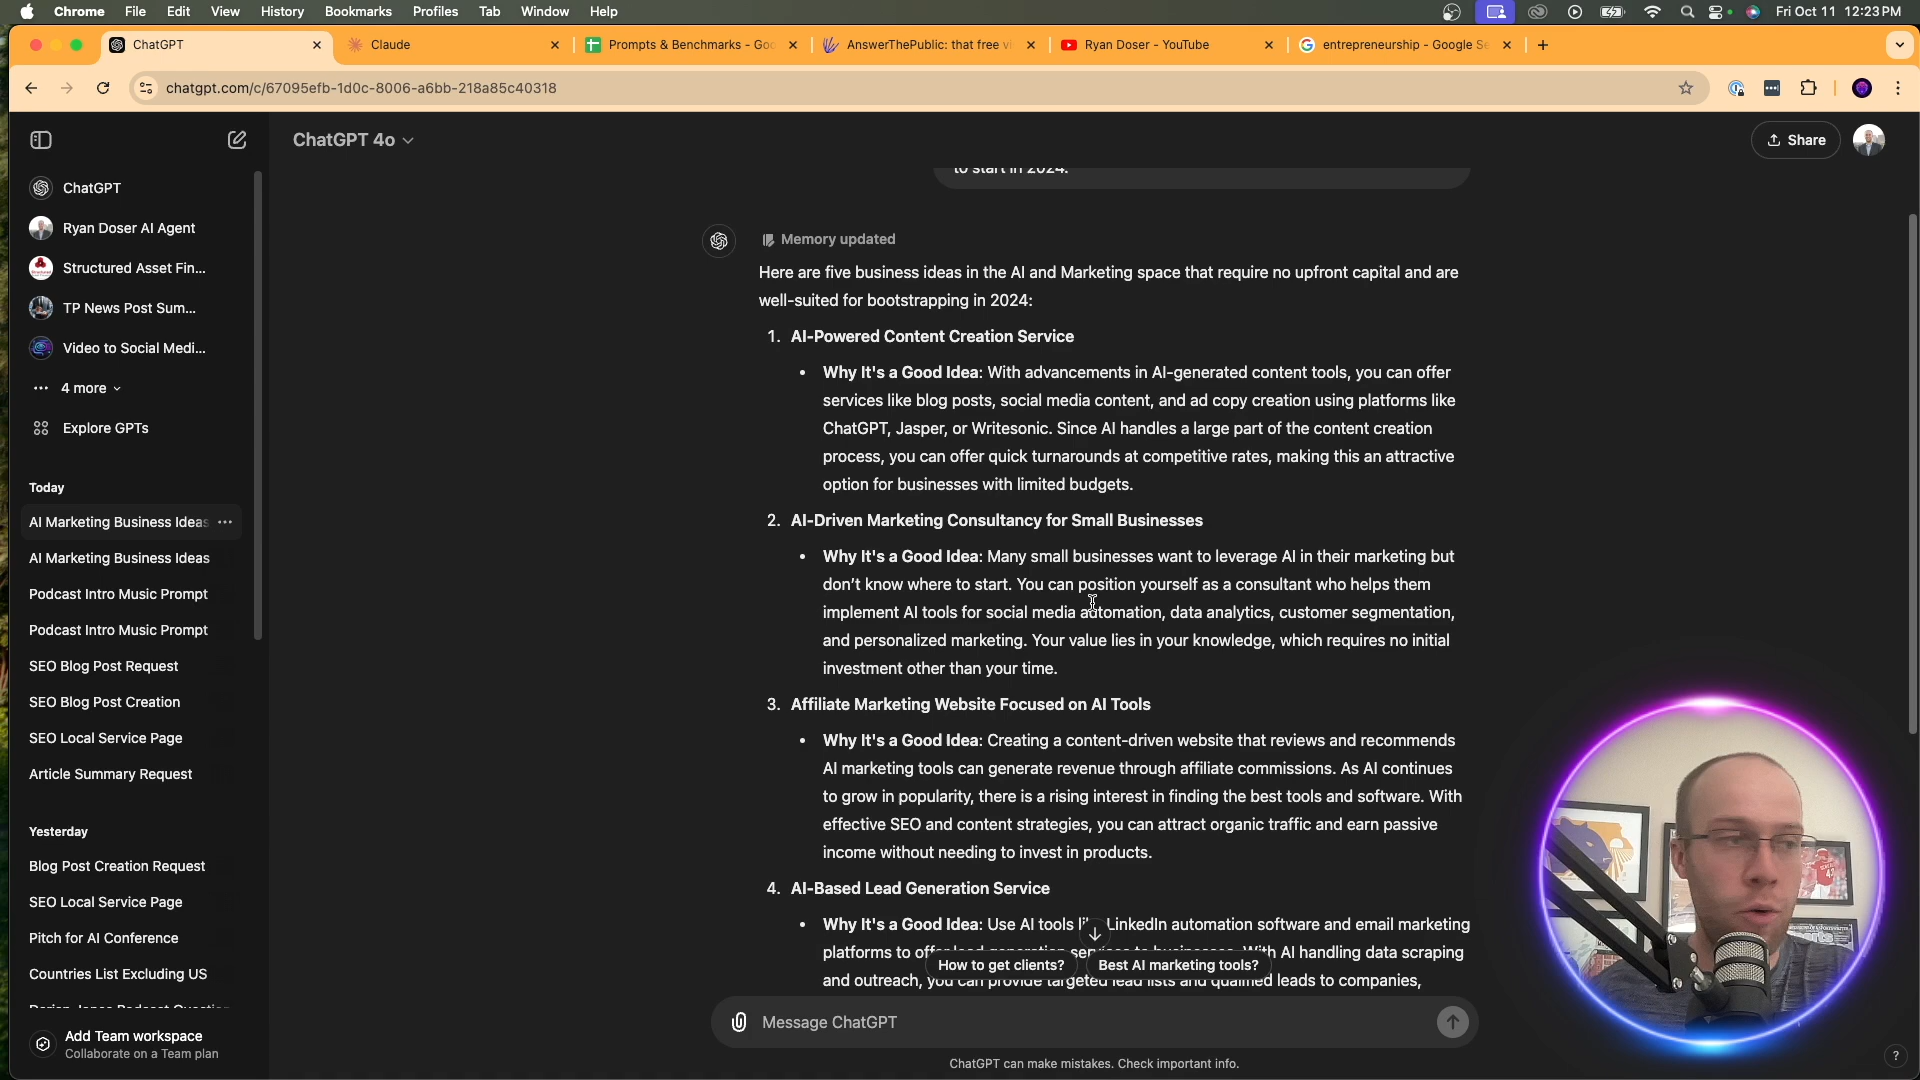 Chrome File Edit View History Bookmarks Profiles Tab Window Help Fri Oct 11 12:23 PM
ChatGPT Claude Prompts & Benchmarks - Goo AnswerThePublic: that free vi Ryan Doser - YouTube entrepreneurship - Google Se
chatgpt.com/c/67095efb-1d0c-8006-a6bb-218a85c40318
ChatGPT 4o Share
ChatGPT
Ryan Doser AI Agent
Structured Asset Fin...
TP News Post Sum...
Video to Social Medi...
4 more
Explore GPTs
Today
AI Marketing Business Ideas
AI Marketing Business Ideas
Podcast Intro Music Prompt
Podcast Intro Music Prompt
SEO Blog Post Request
SEO Blog Post Creation
SEO Local Service Page
Article Summary Request
Yesterday
Blog Post Creation Request
SEO Local Service Page
Pitch for AI Conference
Countries List Excluding US
Add Team workspace
Collaborate on a Team plan
to start in 2024.
Memory updated
Here are five business ideas in the AI and Marketing space that require no upfront capital and are
well-suited for bootstrapping in 2024:
1. AI-Powered Content Creation Service
• Why It's a Good Idea: With advancements in AI-generated content tools, you can offer
services like blog posts, social media content, and ad copy creation using platforms like
ChatGPT, Jasper, or Writesonic. Since AI handles a large part of the content creation
process, you can offer quick turnarounds at competitive rates, making this an attractive
option for businesses with limited budgets.
2. AI-Driven Marketing Consultancy for Small Businesses
• Why It's a Good Idea: Many small businesses want to leverage AI in their marketing but
don’t know where to start. You can position yourself as a consultant who helps them
implement AI tools for social media automation, data analytics, customer segmentation,
and personalized marketing. Your value lies in your knowledge, which requires no initial
investment other than your time.
3. Affiliate Marketing Website Focused on AI Tools
• Why It's a Good Idea: Creating a content-driven website that reviews and recommends
AI marketing tools can generate revenue through affiliate commissions. As AI continues
to grow in popularity, there is a rising interest in finding the best tools and software. With
effective SEO and content strategies, you can attract organic traffic and earn passive
income without needing to invest in products.
4. AI-Based Lead Generation Service
• Why It's a Good Idea: Use AI tools LinkedIn automation software and email marketing
platforms to offer lead generation services to businesses. With AI handling data scraping
and outreach, you can provide targeted lead lists and qualified leads to companies,
How to get clients? Best AI marketing tools?
Message ChatGPT
ChatGPT can make mistakes. Check important info.
?